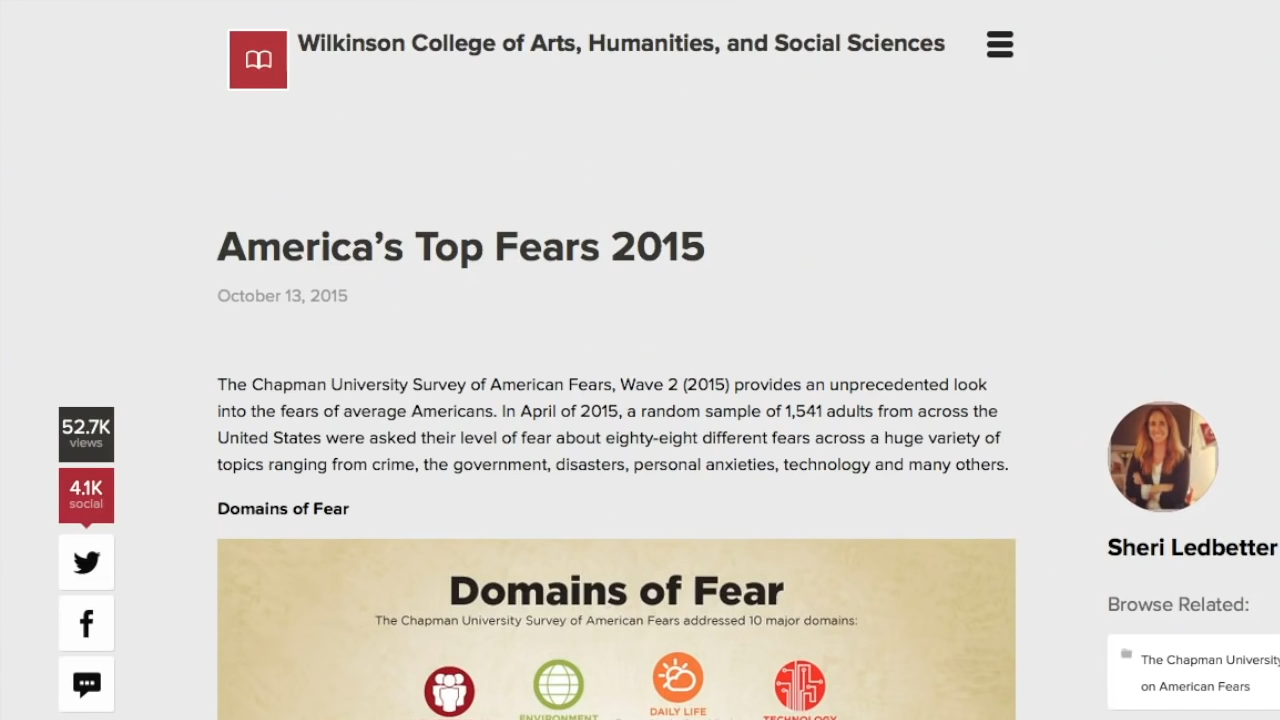 Wilkinson College of Arts, Humanities, and Social Sciences
America's Top Fears 2015
October 13, 2015
The Chapman University Survey of American Fears, Wave 2 (2015) provides an unprecedented look
into the fears of average Americans. In April of 2015, a random sample of 1,541 adults from across the
United States were asked their level of fear about eighty-eight different fears across a huge variety of
topics ranging from crime, the government, disasters, personal anxieties, technology and many others.
52.7K
views
4.1K
social
Domains of Fear
Domains of Fear
The Chapman University Survey of American Fears addressed 10 major domains:
ENVIRONMENT
DAILY LIFE
TECHNOLOGY
Sheri Ledbetter
Browse Related:
The Chapman University
on American Fears